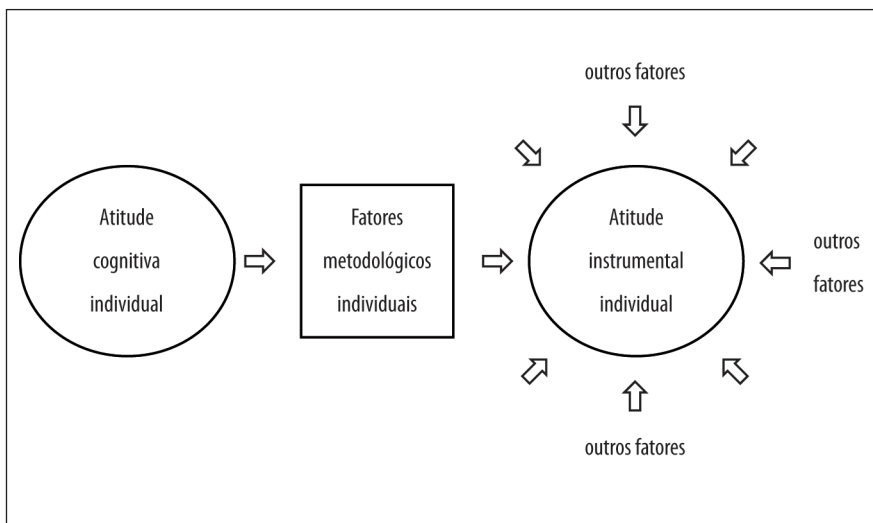 outros fatores
Atitude
cognitiva
individual
Fatores
metodológicos
individuais
Atitude
instrumental
individual
outros
fatores
outros fatores